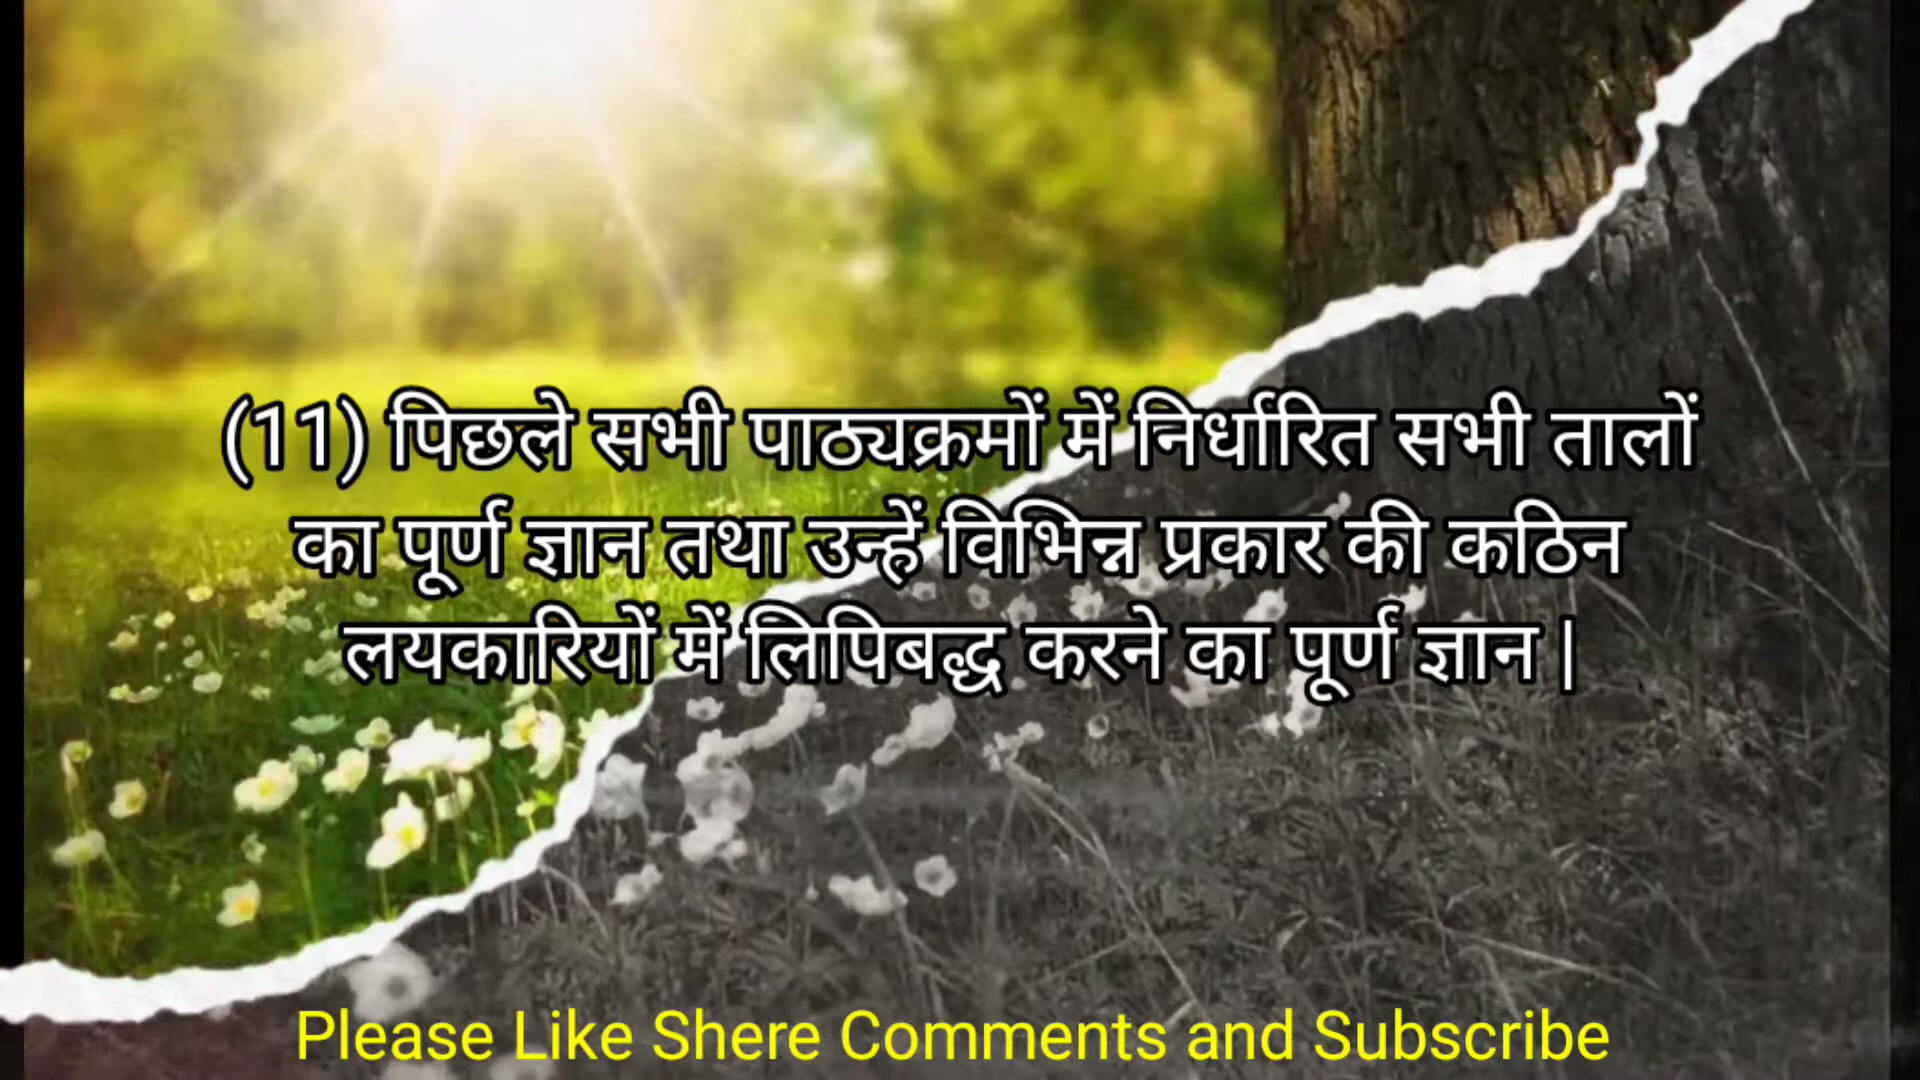 (11) पिछले सभी पाठ्यक्रमों में निर्धारित सभी तालों
का पूर्ण ज्ञान तथा उन्हें विभिन्न प्रकार की कठिन
लयकारियों में लिपिबद्ध करने का पूर्ण ज्ञान |
Please Like Shere Comments and Subscribe